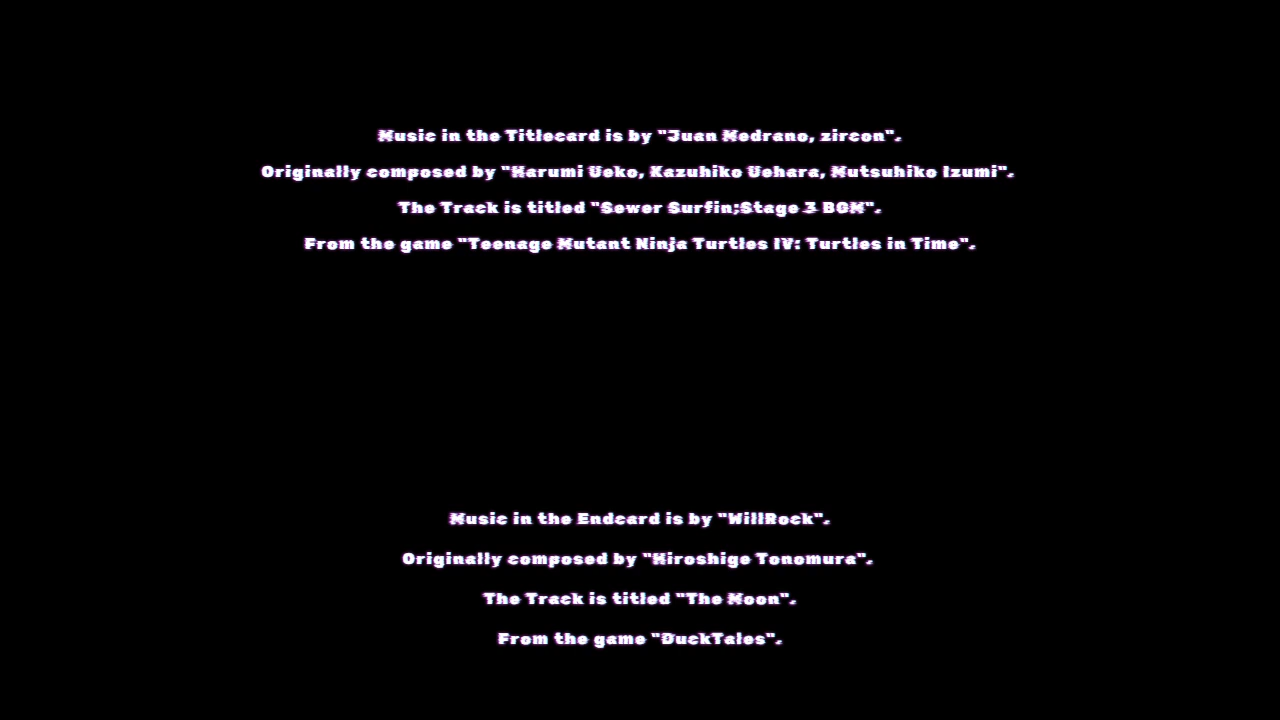 Music in the Titlecard is by "Juan Medrano, zircon".
Originally composed by "Harumi Ueko, Kazuhiko Uehara, Mutsuhiko Izumi".
The Track is titled "Sewer Surfin;Stage 3 BGM".
From the game "Teenage Mutant Ninja Turtles IV: Turtles in Time".
Music in the Endcard is by "WillRock".
Originally composed by "Hiroshige Tonomura".
The Track is titled "The Moon".
From the game "DuckTales".